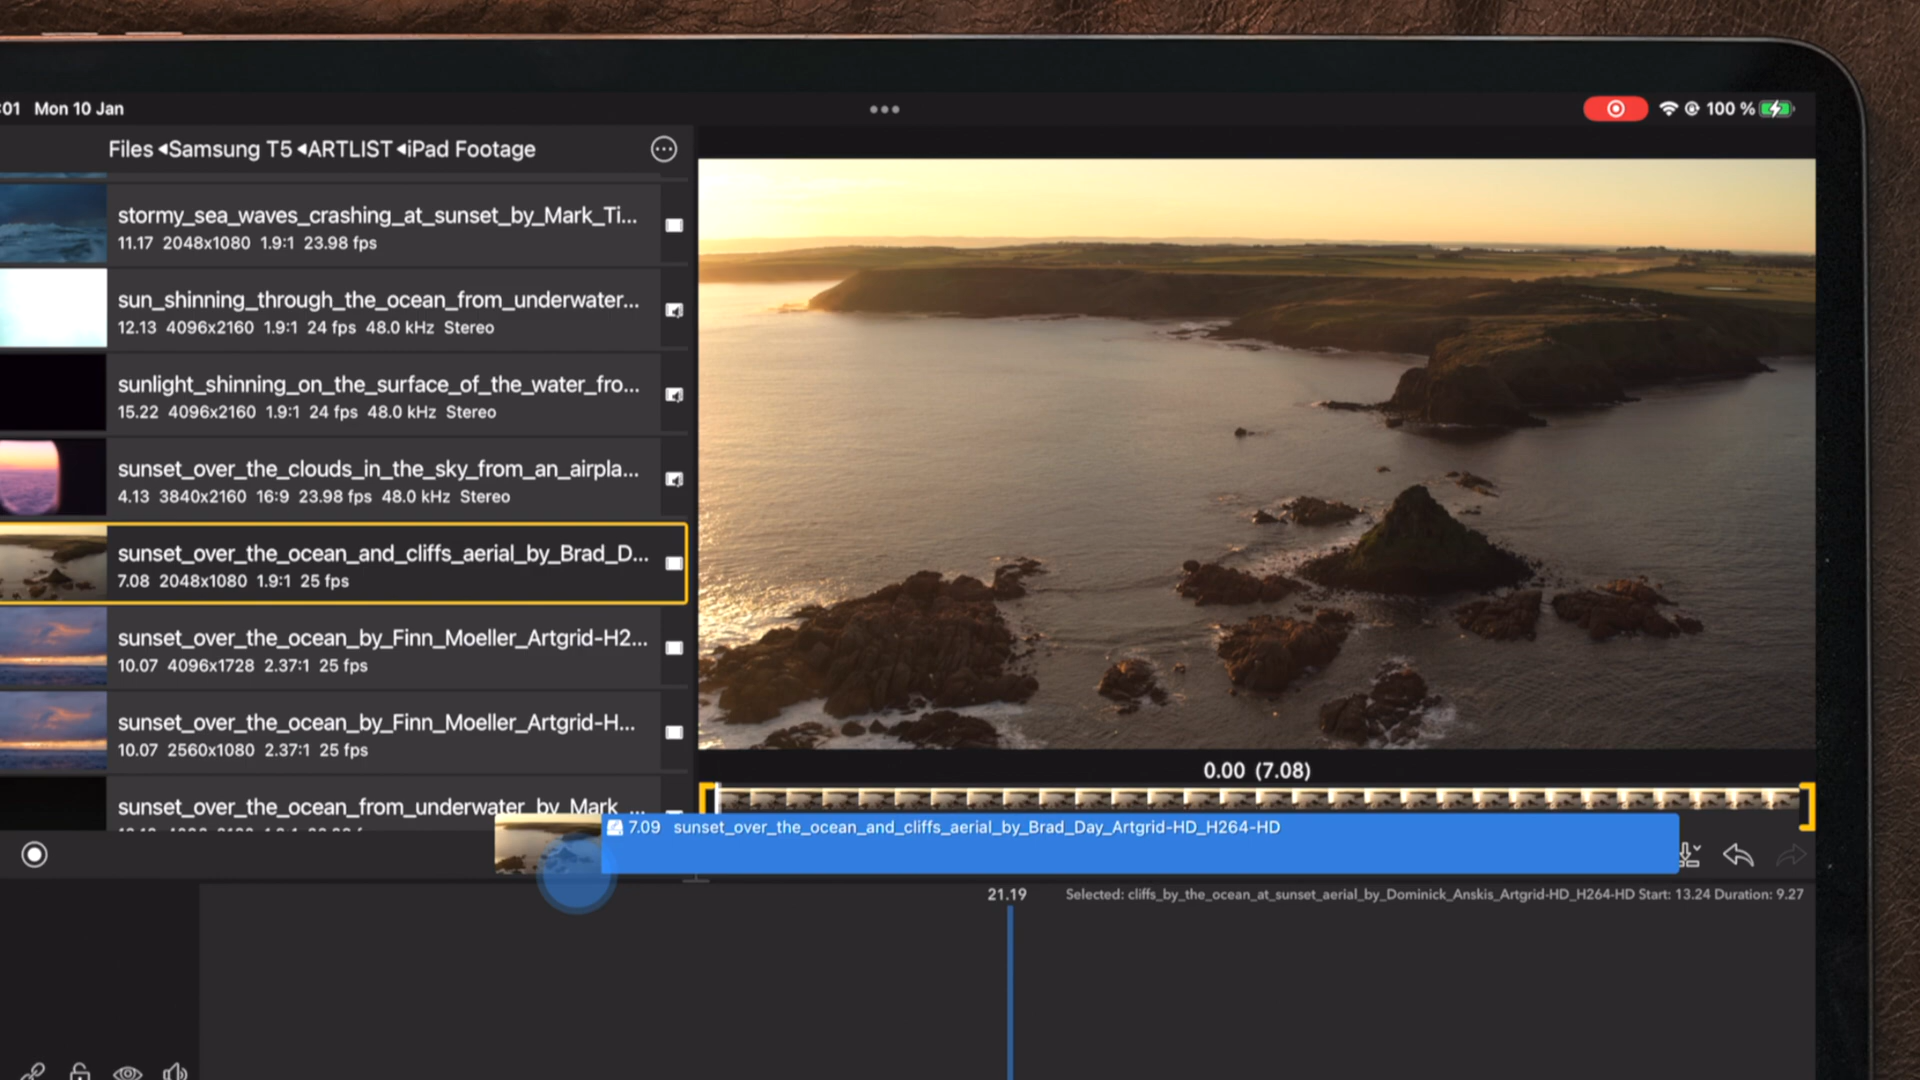 :01 Mon 10 Jan
100 %
Files ◂Samsung T5 ◂ARTLIST ◂iPad Footage
stormy_sea_waves_crashing_at_sunset_by_Mark_Ti...
11.17 2048x1080 1.9:1 23.98 fps
sun_shinning_through_the_ocean_from_underwater...
12.13 4096x2160 1.9:1 24 fps 48.0 kHz Stereo
sunlight_shinning_on_the_surface_of_the_water_fro...
15.22 4096x2160 1.9:1 24 fps 48.0 kHz Stereo
sunset_over_the_clouds_in_the_sky_from_an_airpla...
4.13 3840x2160 16:9 23.98 fps 48.0 kHz Stereo
sunset_over_the_ocean_and_cliffs_aerial_by_Brad_D...
7.08 2048x1080 1.9:1 25 fps
sunset_over_the_ocean_by_Finn_Moeller_Artgrid-H2...
10.07 4096x1728 2.37:1 25 fps
sunset_over_the_ocean_by_Finn_Moeller_Artgrid-H...
10.07 2560x1080 2.37:1 25 fps
sunset_over_the_ocean_from_underwater_by_Mark_...
0.00 (7.08)
7.09 sunset_over_the_ocean_and_cliffs_aerial_by_Brad_Day_Artgrid-HD_H264-HD
21.19
Selected: cliffs_by_the_ocean_at_sunset_aerial_by_Dominick_Anskis_Artgrid-HD_H264-HD Start: 13.24 Duration: 9.27